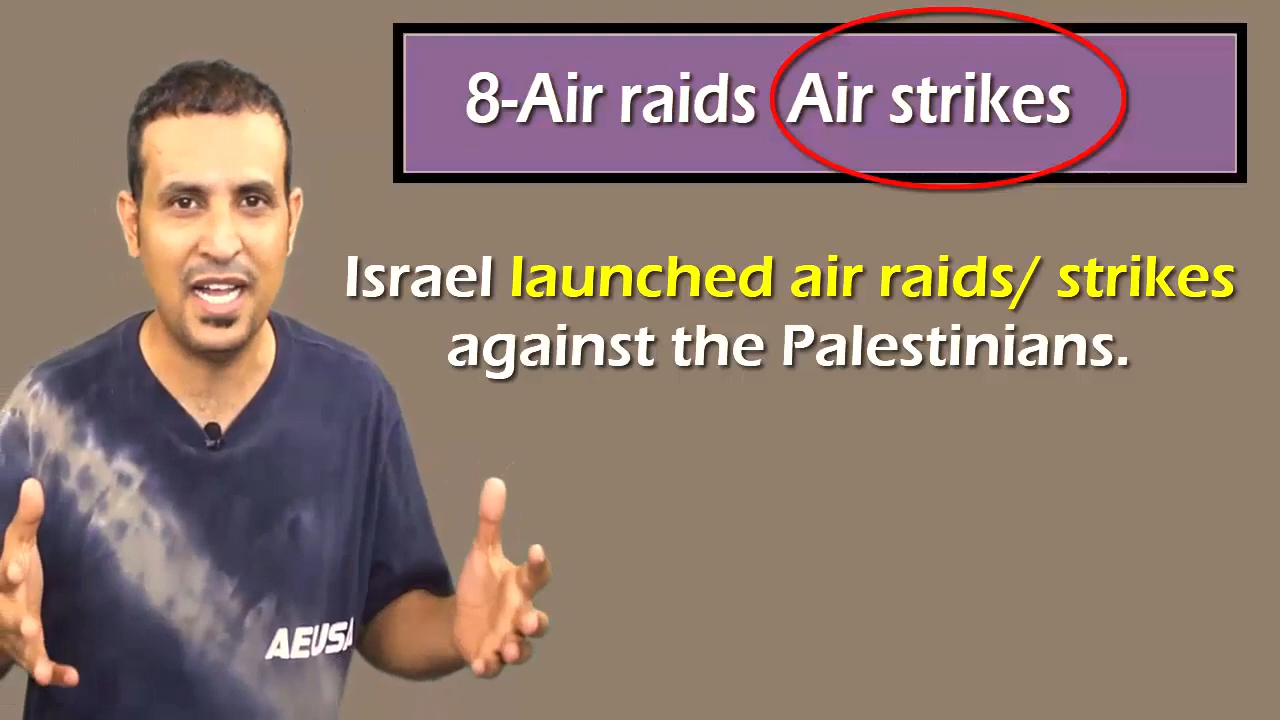 8-Air raids Air strikes
Israel launched air raids/ strikes
against the Palestinians.
AEUSA